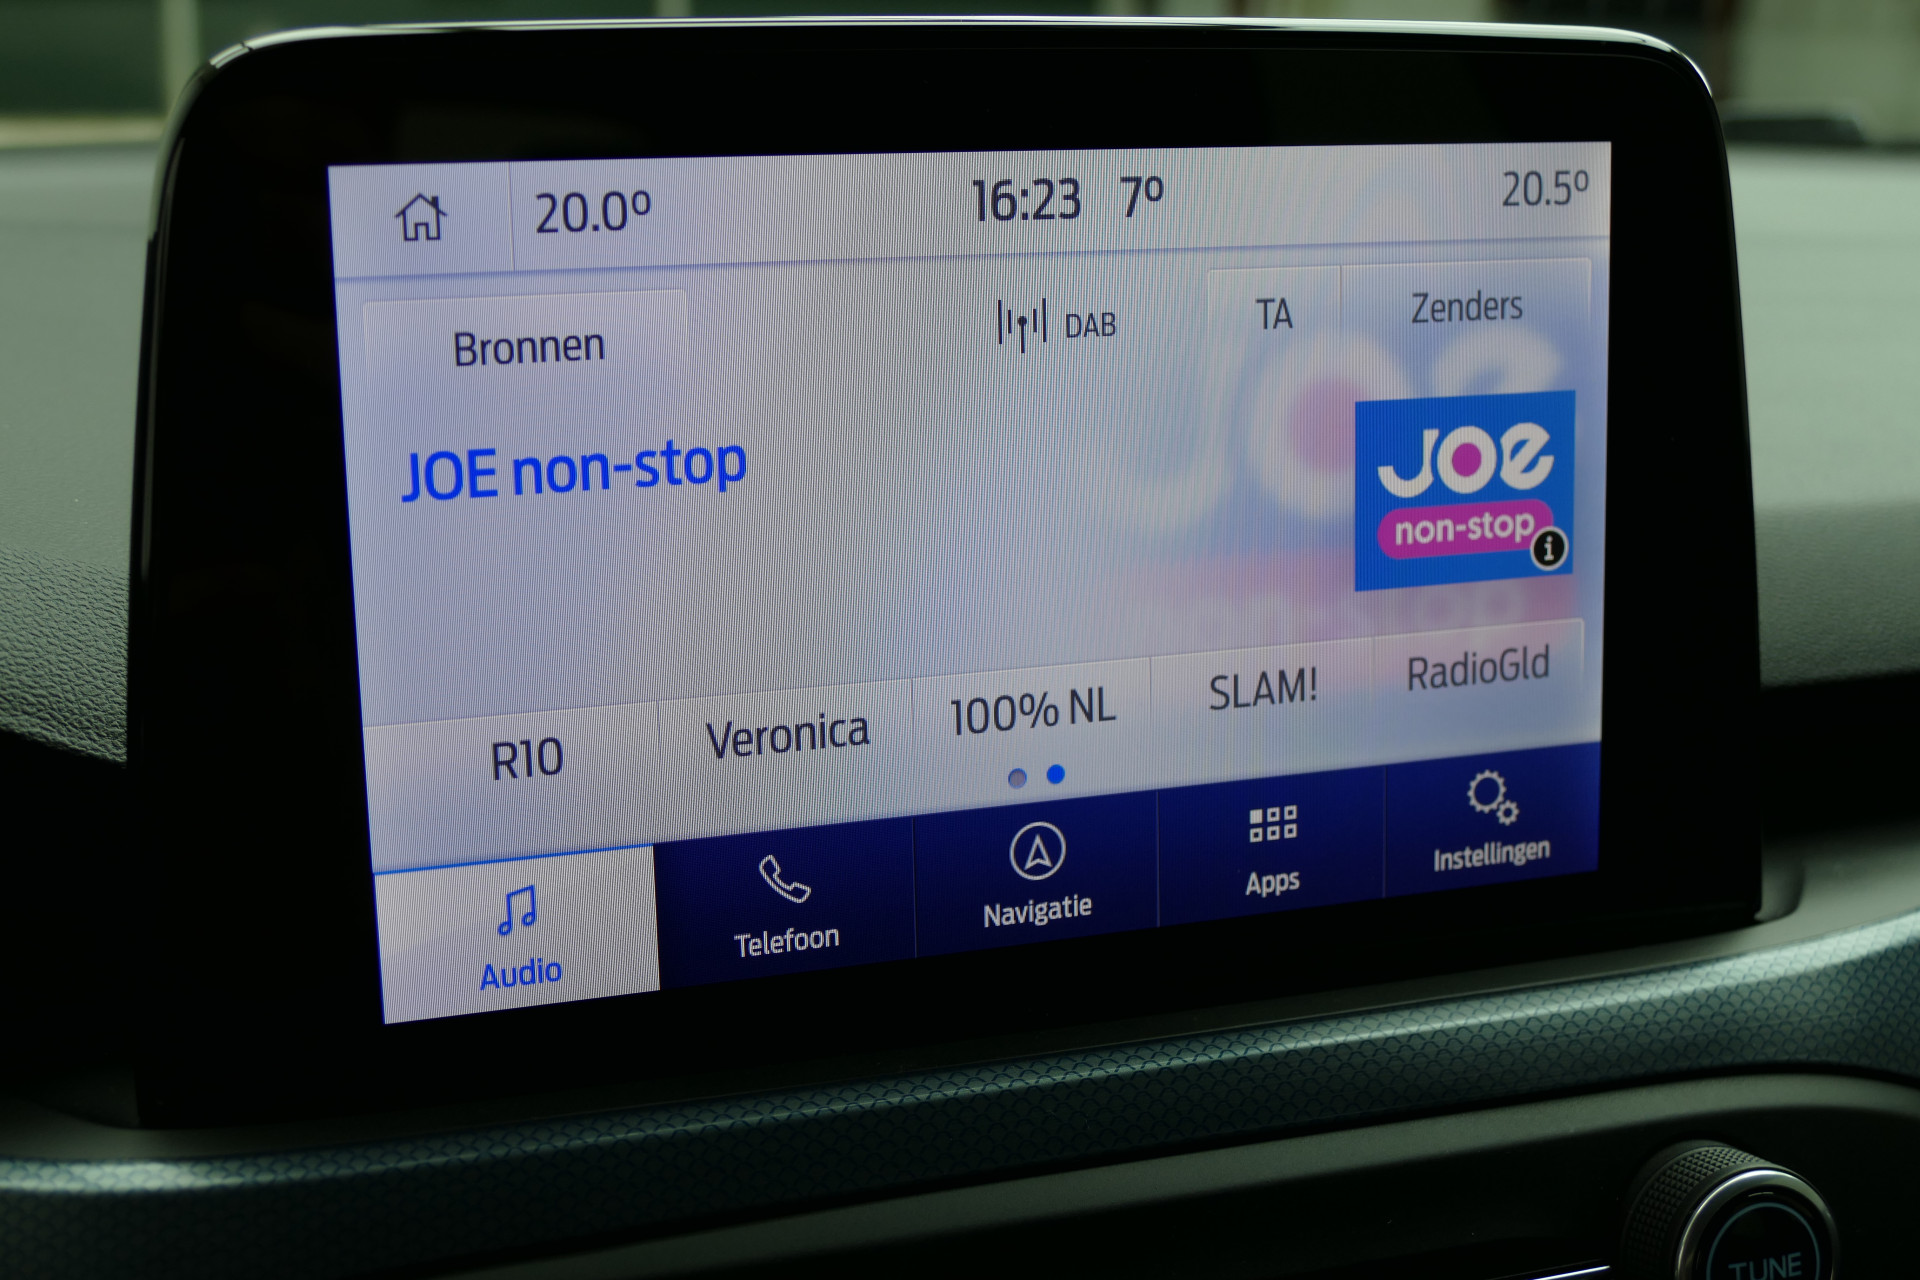 20.0º
16:23 7º
20.5º
Bronnen
DAB
TA
Zenders
JOE non-stop
JOE
non-stop
i
R10
Veronica
100% NL
SLAM!
RadioGld
Audio
Telefoon
Navigatie
Apps
Instellingen
TUNE